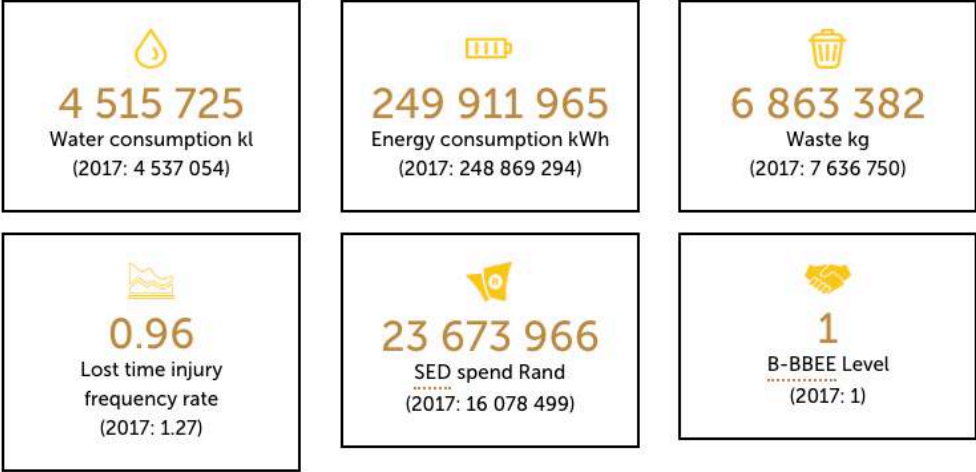 4 515 725
Water consumption kl
(2017: 4 537 054)
249 911 965
Energy consumption kWh
(2017: 248 869 294)
6 863 382
Waste kg
(2017: 7 636 750)
0.96
Lost time injury
frequency rate
(2017: 1.27)
23 673 966
SED spend Rand
(2017: 16 078 499)
1
B-BBEE Level
(2017: 1)